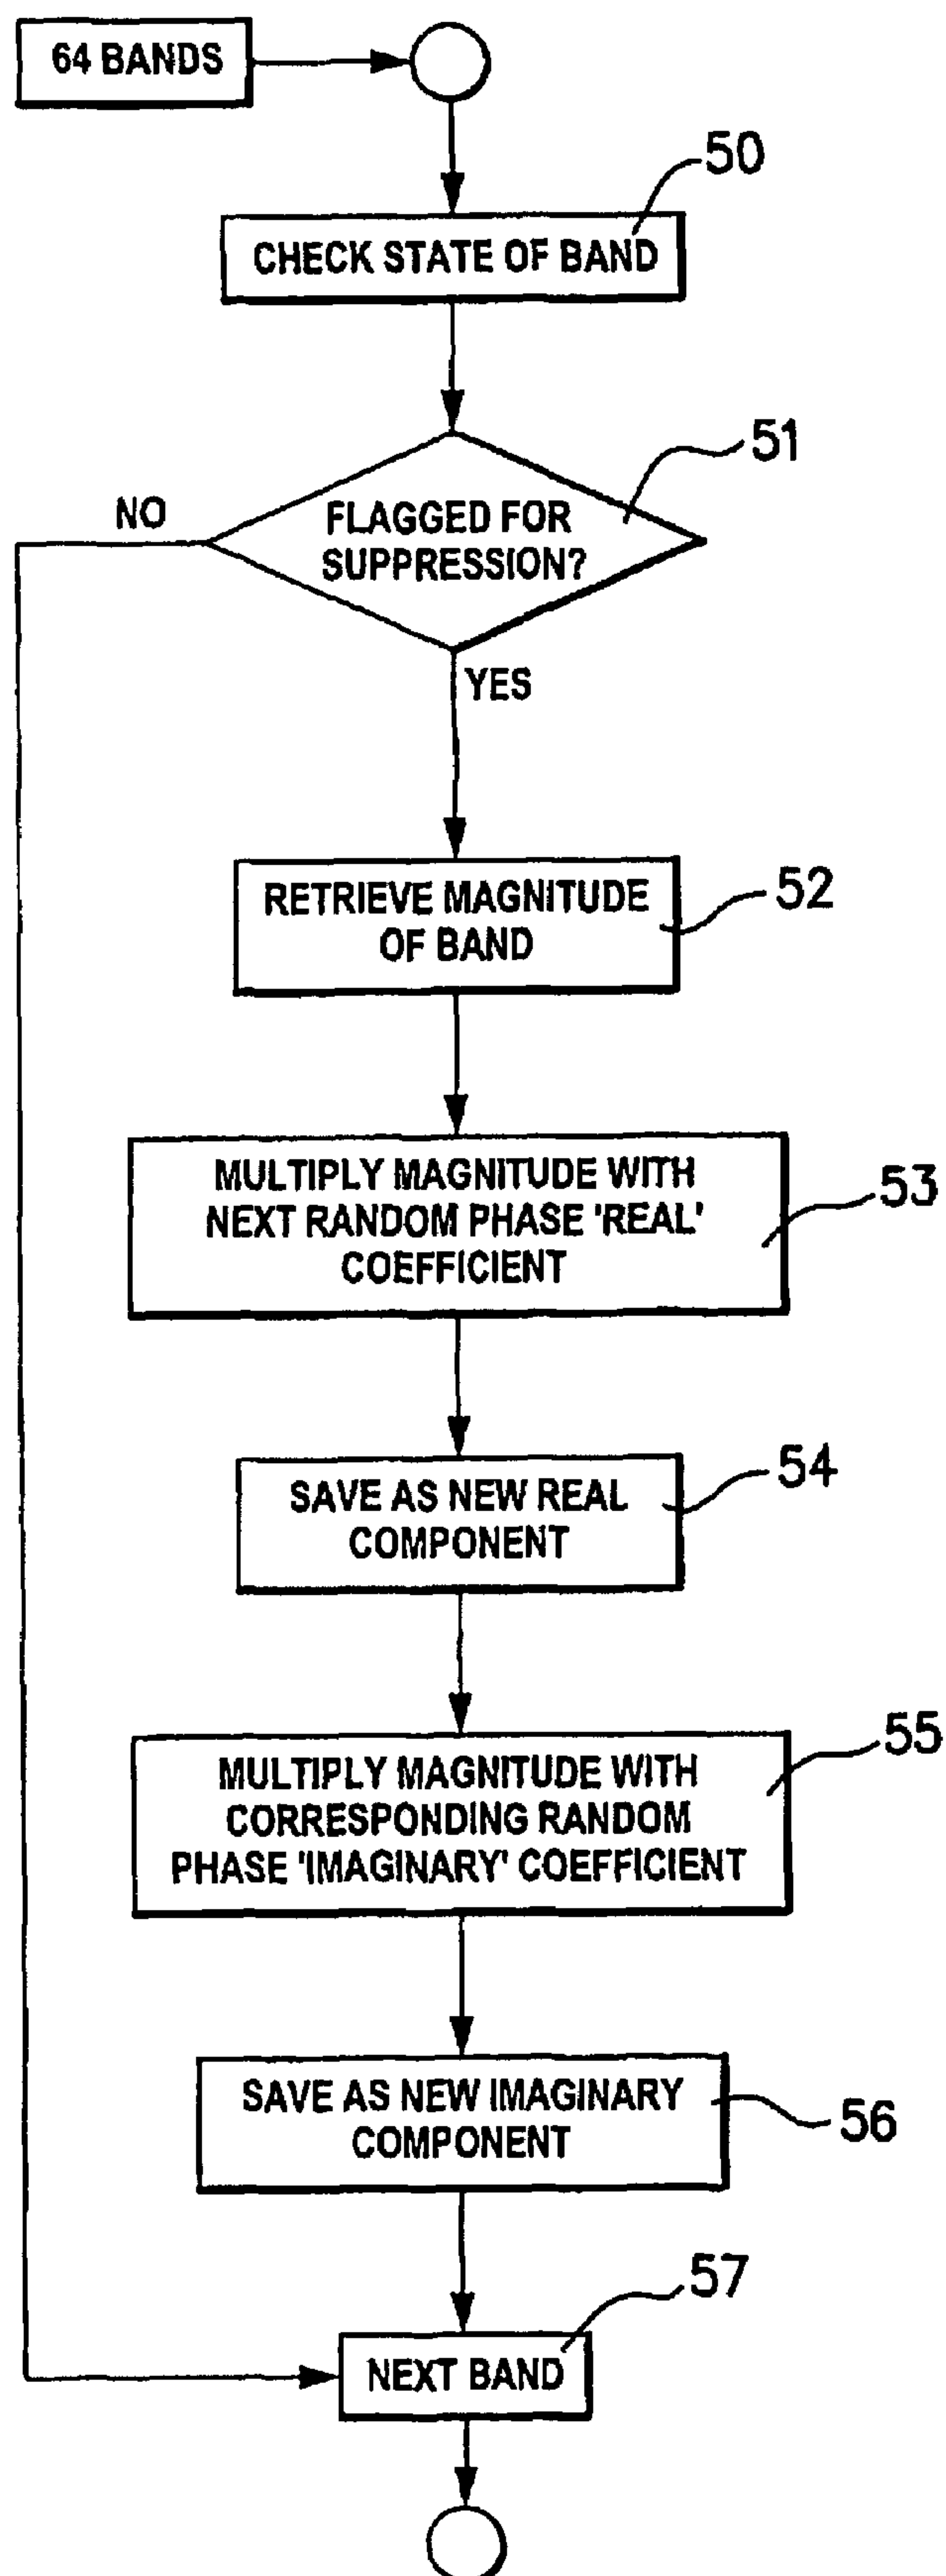 64 BANDS
50
CHECK STATE OF BAND
51
NO
FLAGGED FOR
SUPPRESSION?
YES
52
RETRIEVE MAGNITUDE
OF BAND
53
MULTIPLY MAGNITUDE WITH
NEXT RANDOM PHASE 'REAL'
COEFFICIENT
54
SAVE AS NEW REAL
COMPONENT
55
MULTIPLY MAGNITUDE WITH
CORRESPONDING RANDOM
PHASE 'IMAGINARY' COEFFICIENT
SAVE AS NEW IMAGINARY
COMPONENT
56
57
NEXT BAND